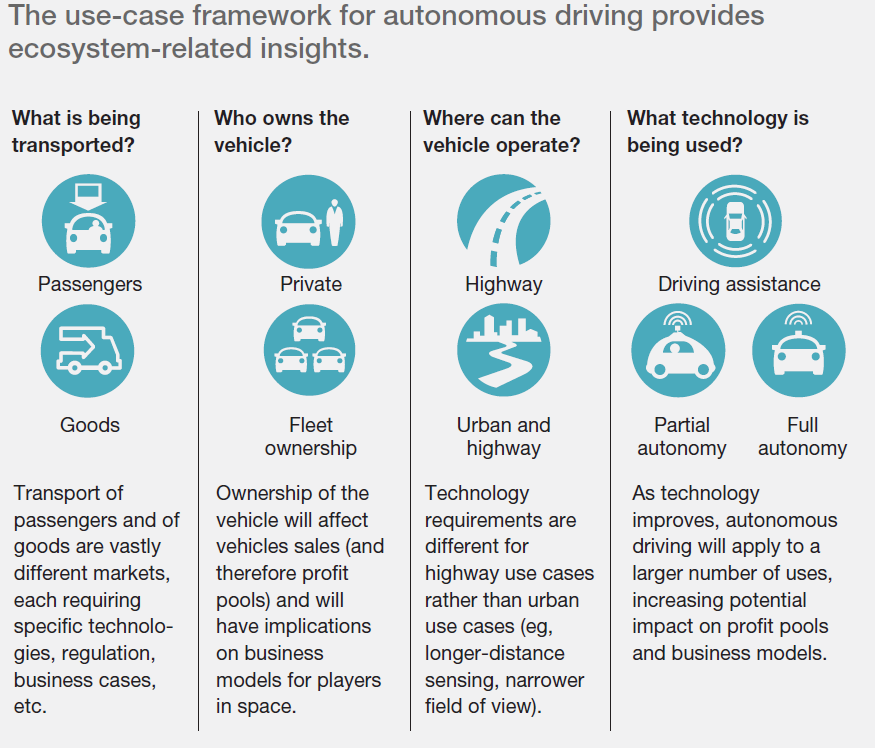 The use-case framework for autonomous driving provides
ecosystem-related insights.
What is being
transported?
Passengers
Goods
Transport of
passengers and of
goods are vastly
different markets,
each requiring
specific technolo-
gies, regulation,
business cases,
etc.
Who owns the
vehicle?
Private
Fleet
ownership
Ownership of the
vehicle will affect
vehicles sales (and
therefore profit
pools) and will
have implications
on business
models for players
in space.
Where can the
vehicle operate?
Highway
Urban and
highway
Technology
requirements are
different for
highway use cases
rather than urban
use cases (eg,
longer-distance
sensing, narrower
field of view).
What technology is
being used?
Driving assistance
Partial
autonomy
Full
autonomy
As technology
improves, autonomous
driving will apply to a
larger number of uses,
increasing potential
impact on profit pools
and business models.